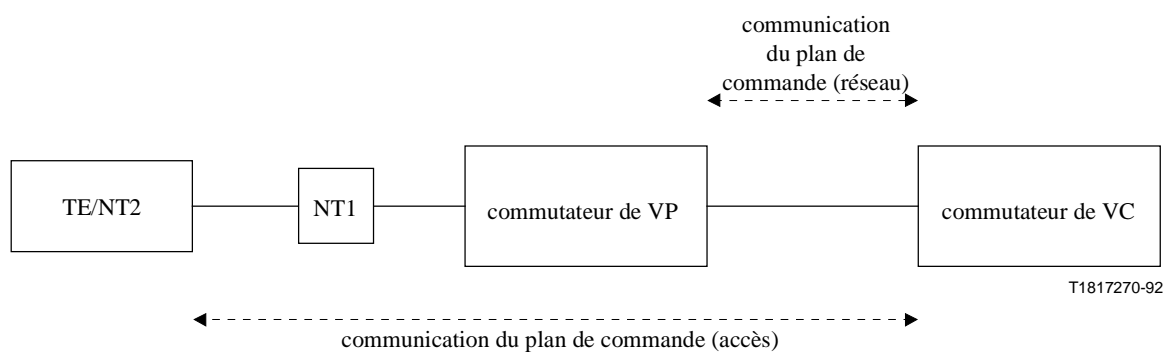 communication
du plan de
commande (réseau)
TE/NT2
NT1
commutateur de VP
commutateur de VC
T1817270-92
communication du plan de commande (accès)